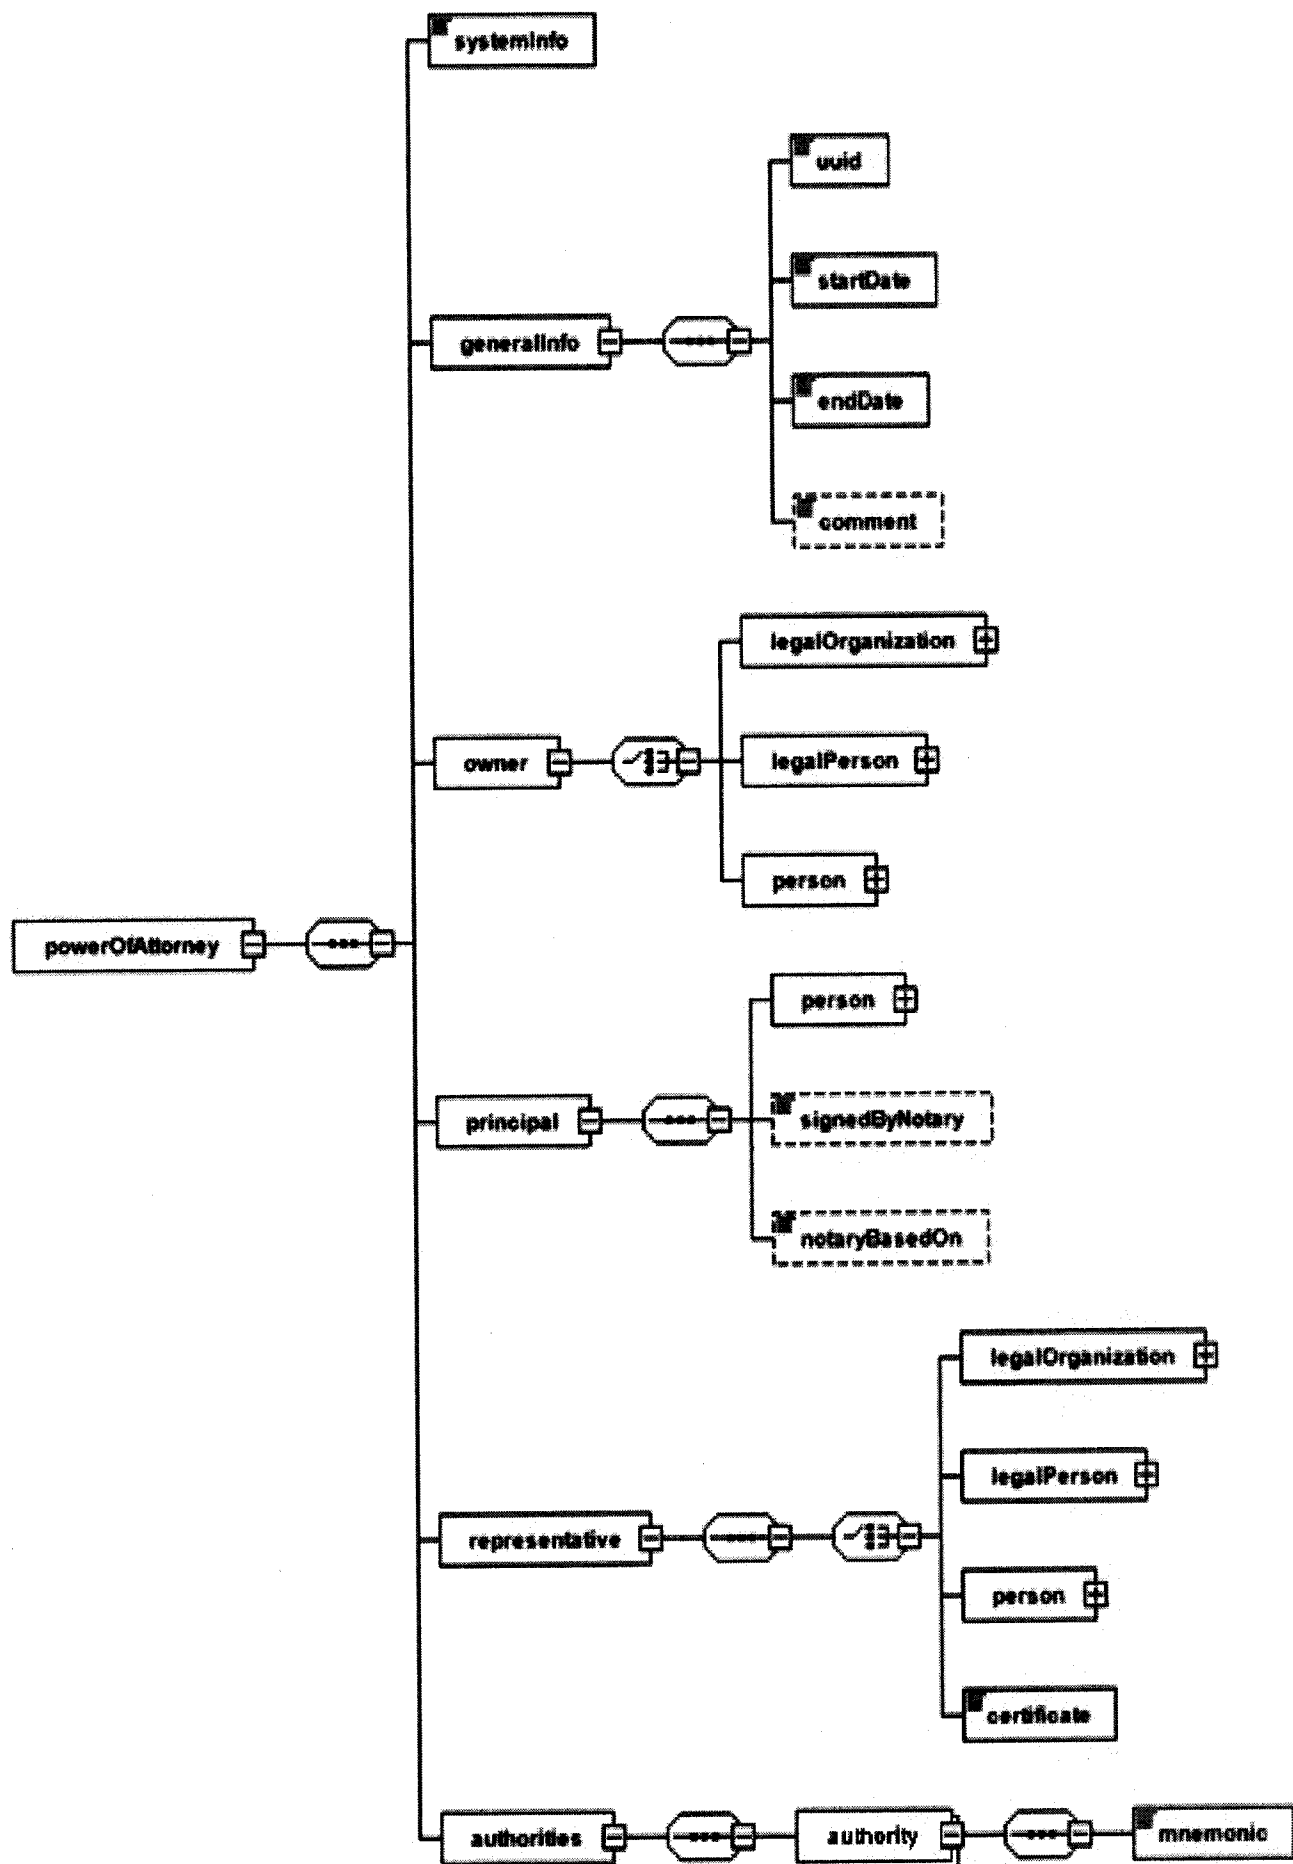 systemInfo
uuid
startDate
generalInfo
endDate
comment
legalOrganization
owner
legalPerson
person
powerOfAttorney
person
principal
signedByNotary
notaryBasedOn
legalOrganization
legalPerson
representative
person
certificate
authorities
authority
mnemonic